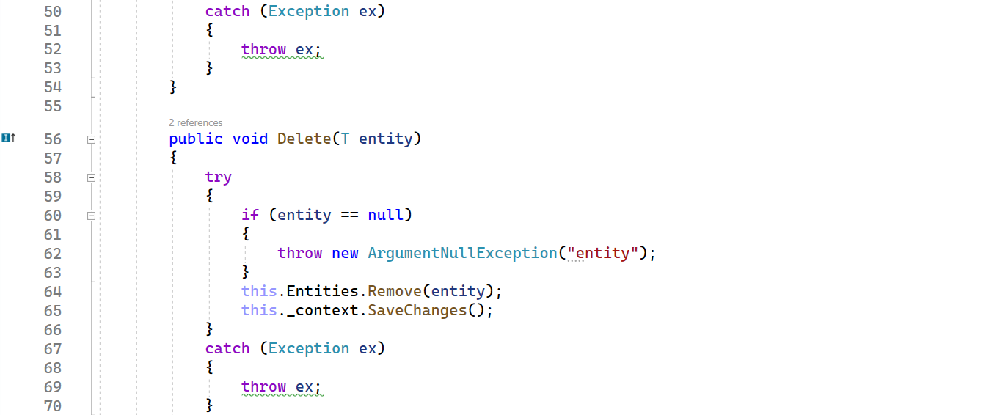 50 catch (Exception ex)
51 {
52 throw ex;
53 }
54 }
55
2 references
56 public void Delete(T entity)
57 {
58 try
59 {
60 if (entity == null)
61 {
62 throw new ArgumentNullException("entity");
63 }
64 this.Entities.Remove(entity);
65 this._context.SaveChanges();
66 }
67 catch (Exception ex)
68 {
69 throw ex;
70 }